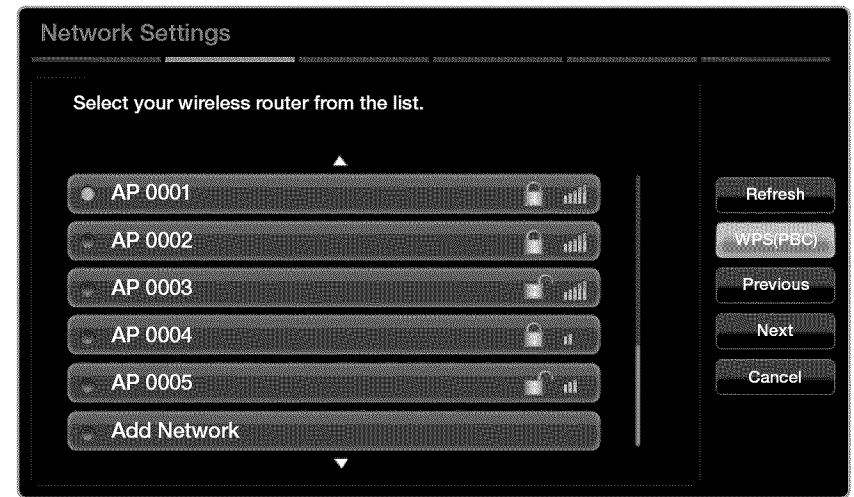 Network Settings
Select your wireless router from the list.
AP 0001
AP 0002
AP 0003
AP 0004
AP 0005
Add Network
Refresh
WPS(PBC)
Previous
Next
Cancel